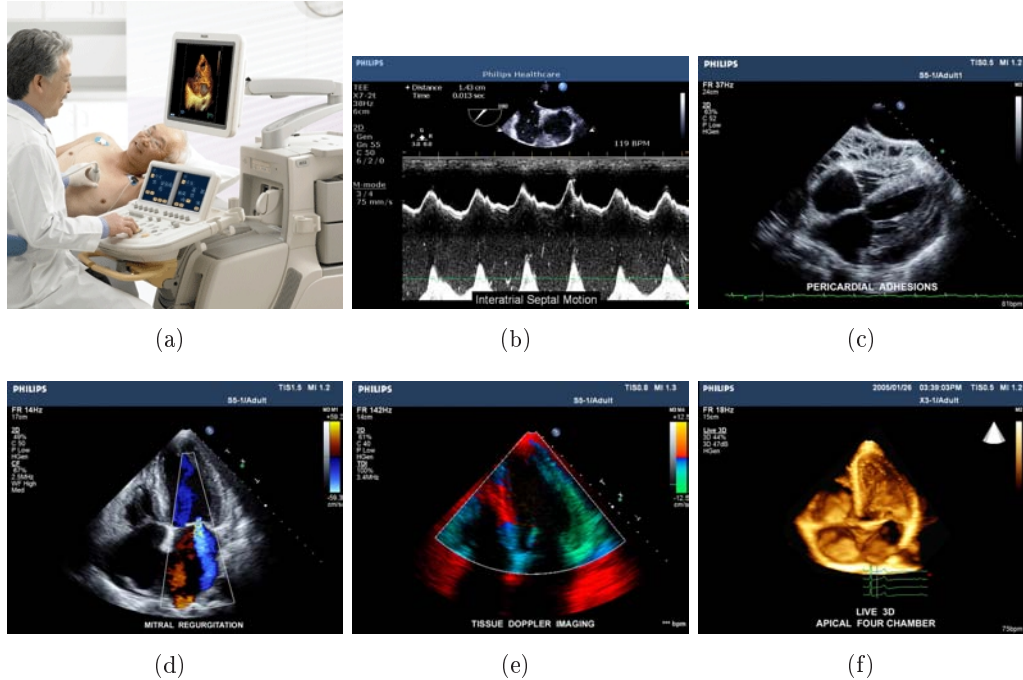 PHILIPS
Philips Healthcare
TEE
X7-2t
38Hz
6cm
+ Distance 1.43 cm
Time 0.013 sec
2D
Gen
Gn 55
C 50
6 / 2 / 0
M-mode
3 / 4
75 mm/s
119 BPM
Interatrial Septal Motion
PHILIPS
TIS0.5 MI 1.2
S5-1/Adult1
FR 37Hz
24cm
2D
63%
C 52
P Low
HGen
PERICARDIAL ADHESIONS
61bpm
(a)
(b)
(c)
PHILIPS
TIS1.5 MI 1.2
S5-1/Adult
FR 14Hz
17cm
2D
49%
C 50
P Low
HGen
CF
67%
2.5MHz
WF High
Med
cm/s
MITRAL REGURGITATION
TIS0.8 MI 1.3
S5-1/Adult
FR 142Hz
14cm
2D
61%
C 40
P Low
HGen
TDI
100%
3.4MHz
cm/s
TISSUE DOPPLER IMAGING
*** bpm
PHILIPS
2005/01/26 03:39:03PM TIS0.5 MI 1.2
X3-1/Adult
FR 18Hz
15cm
Live 3D
3D 44%
3D 47dB
HGen
LIVE 3D
APICAL FOUR CHAMBER
75bpm
(d)
(e)
(f)